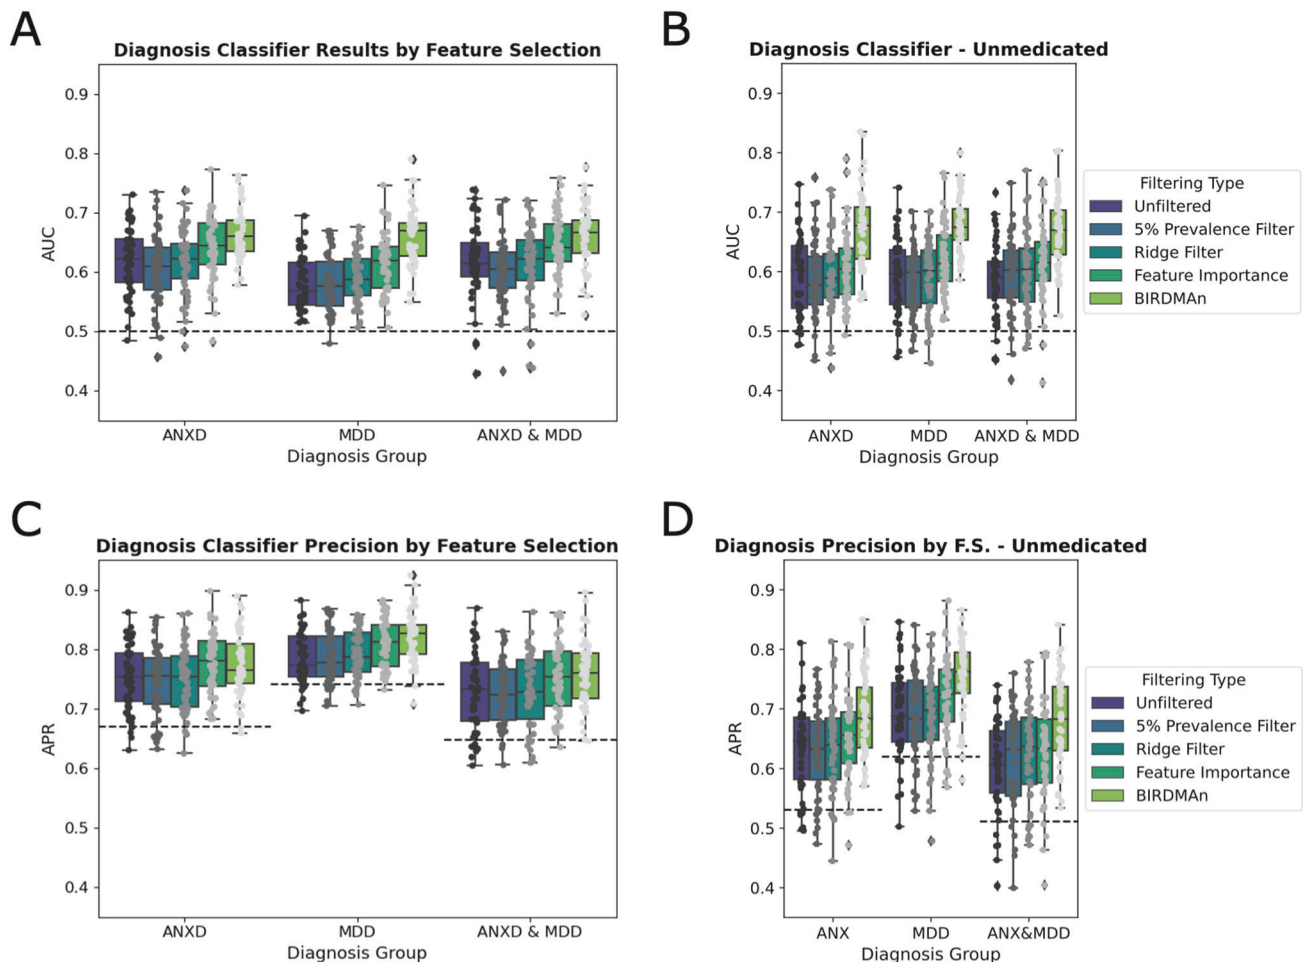 A
Diagnosis Classifier Results by Feature Selection
0.9
0.8
0.7
0.6
0.5
0.4
AUC
ANXD MDD ANXD & MDD
Diagnosis Group
B
Diagnosis Classifier - Unmedicated
0.9
0.8
0.7
0.6
0.5
0.4
AUC
ANXD MDD ANXD & MDD
Diagnosis Group
Filtering Type
Unfiltered
5% Prevalence Filter
Ridge Filter
Feature Importance
BIRDMAn
C
Diagnosis Classifier Precision by Feature Selection
0.9
0.8
0.7
0.6
0.5
0.4
APR
ANXD MDD ANXD & MDD
Diagnosis Group
D
Diagnosis Precision by F.S. - Unmedicated
0.9
0.8
0.7
0.6
0.5
0.4
APR
ANX MDD ANX&MDD
Diagnosis Group
Filtering Type
Unfiltered
5% Prevalence Filter
Ridge Filter
Feature Importance
BIRDMAn